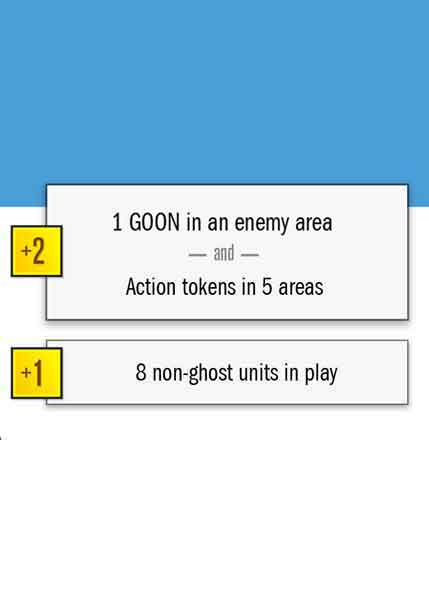 1 GOON in an enemy area
+2
— and —
Action tokens in 5 areas
+1
8 non-ghost units in play